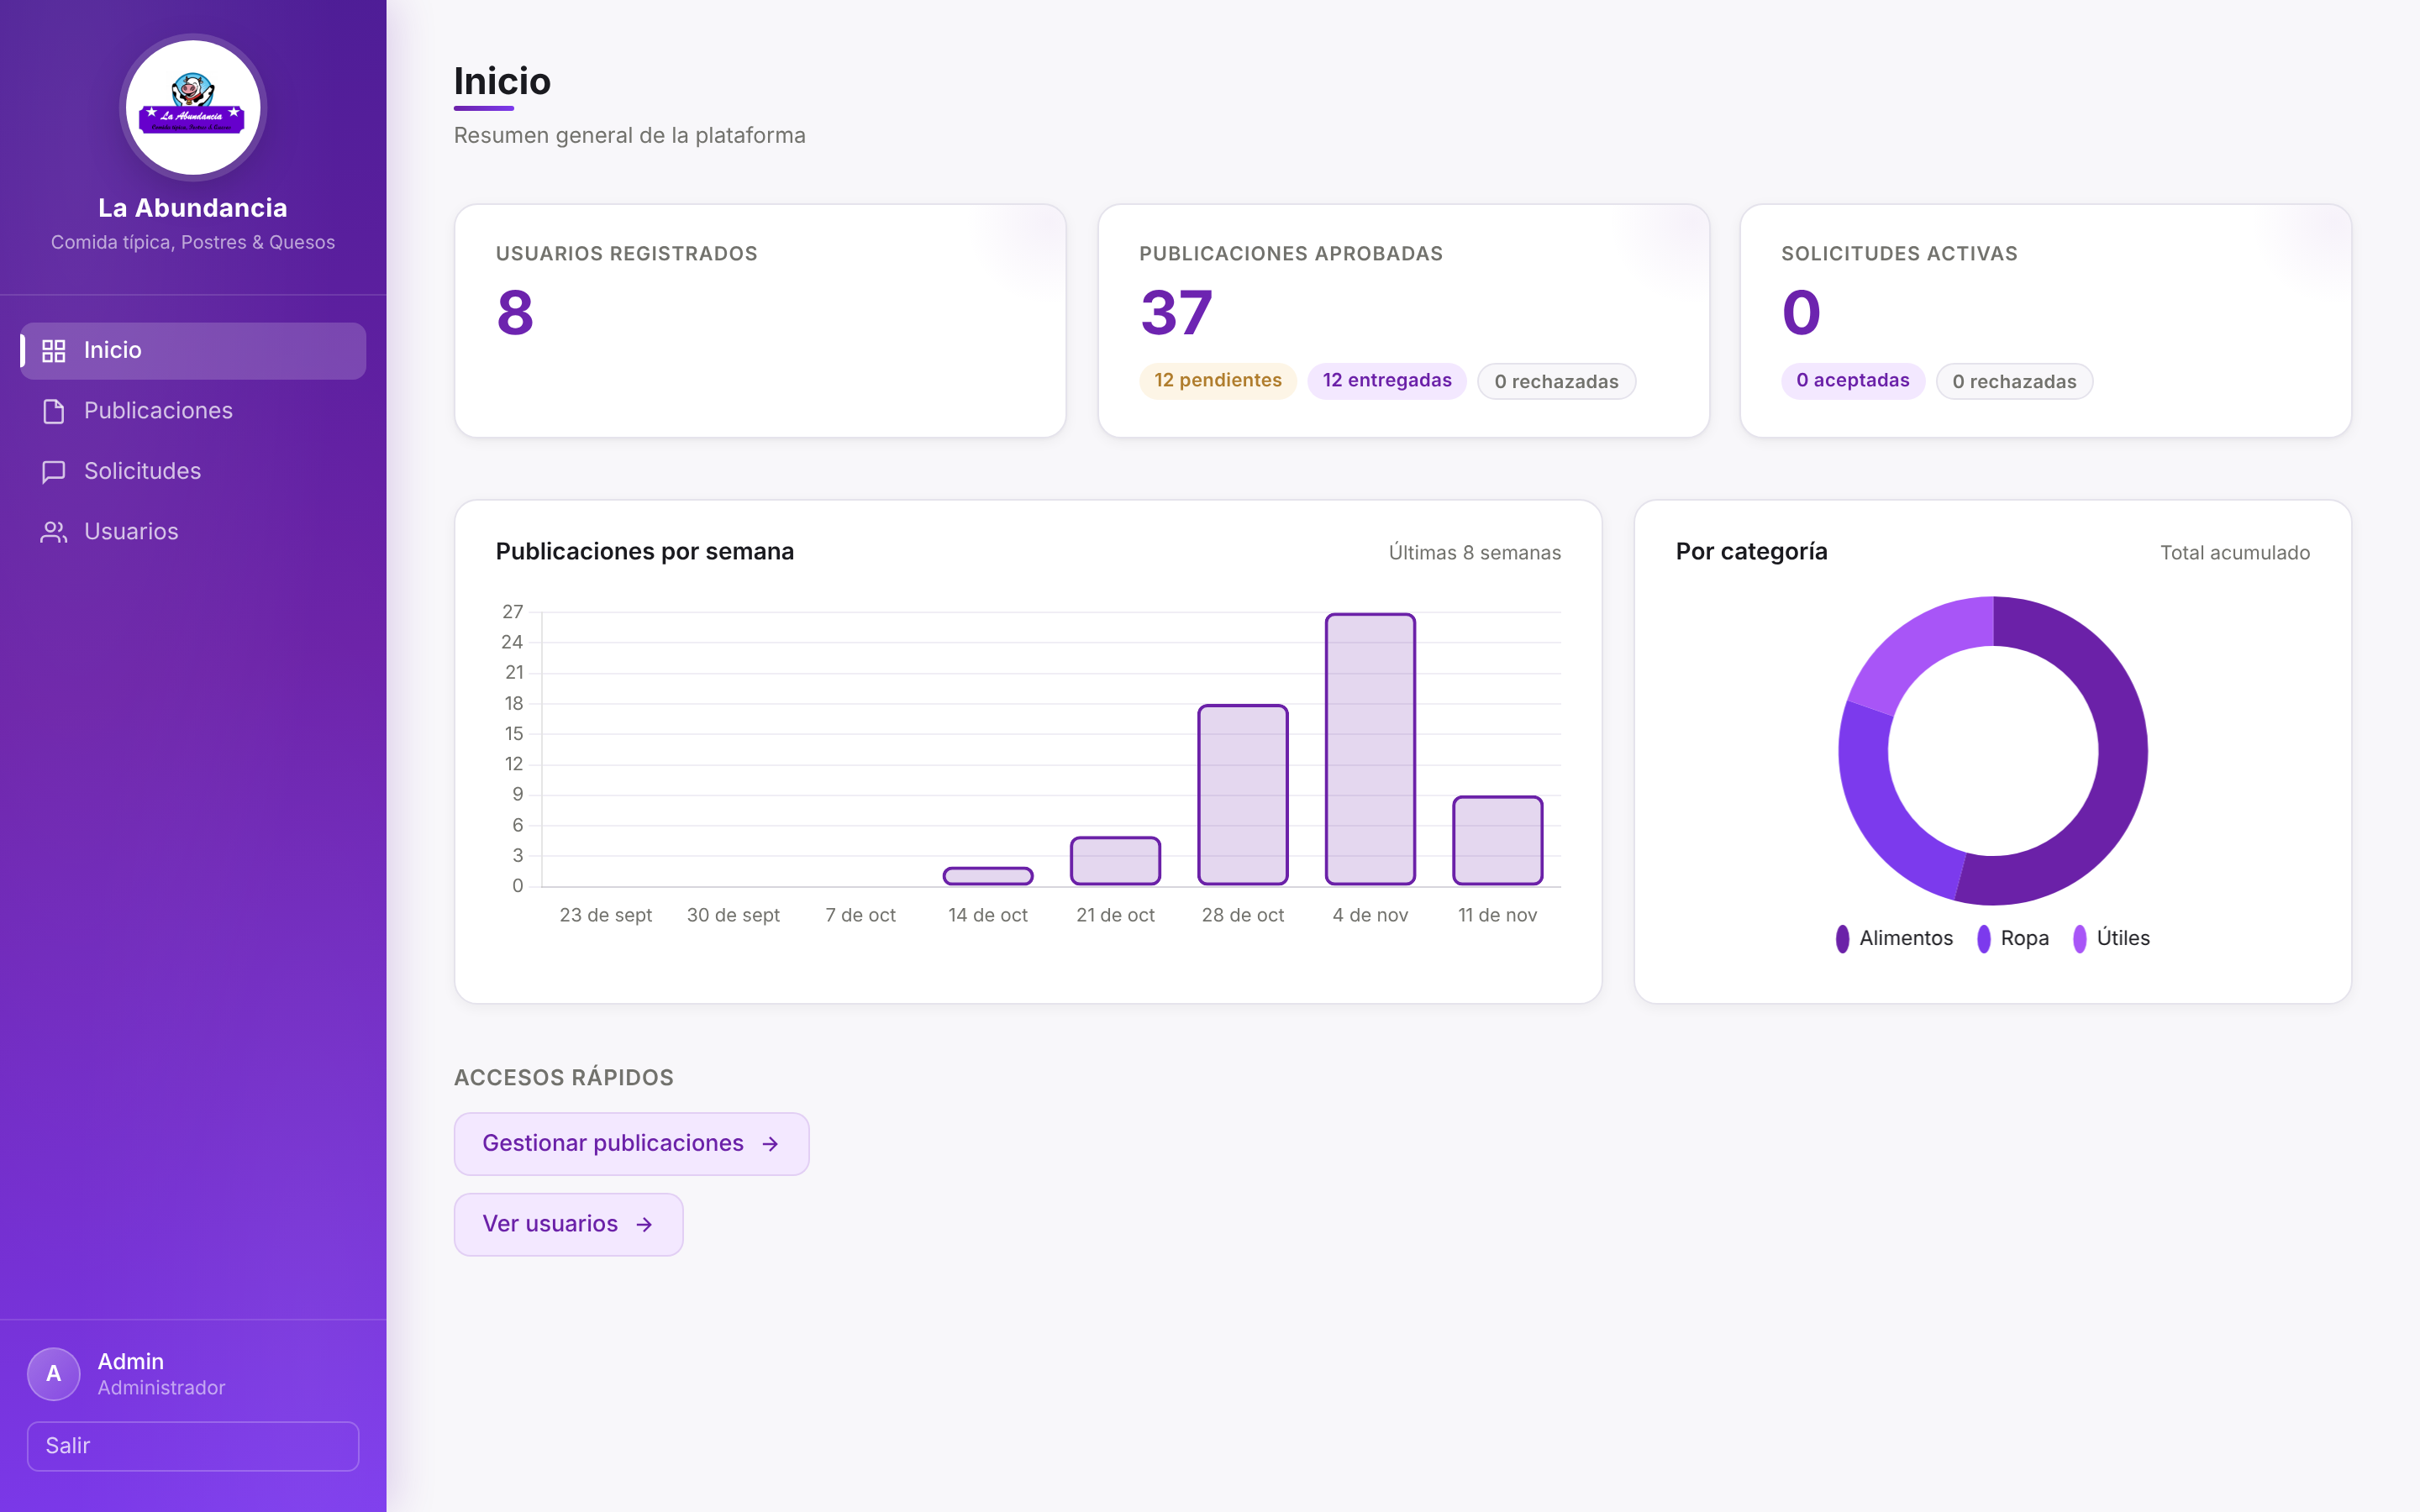 La Abundancia
La Abundancia
Comida típica, Postres & Quesos
Inicio
Publicaciones
Solicitudes
Usuarios
A
Admin
Administrador
Salir
Inicio
Resumen general de la plataforma
USUARIOS REGISTRADOS
8
PUBLICACIONES APROBADAS
37
12 pendientes 12 entregadas 0 rechazadas
SOLICITUDES ACTIVAS
0
0 aceptadas 0 rechazadas
Publicaciones por semana Últimas 8 semanas
27
24
21
18
15
12
9
6
3
0
23 de sept 30 de sept 7 de oct 14 de oct 21 de oct 28 de oct 4 de nov 11 de nov
Por categoría Total acumulado
Alimentos Ropa Útiles
ACCESOS RÁPIDOS
Gestionar publicaciones →
Ver usuarios →